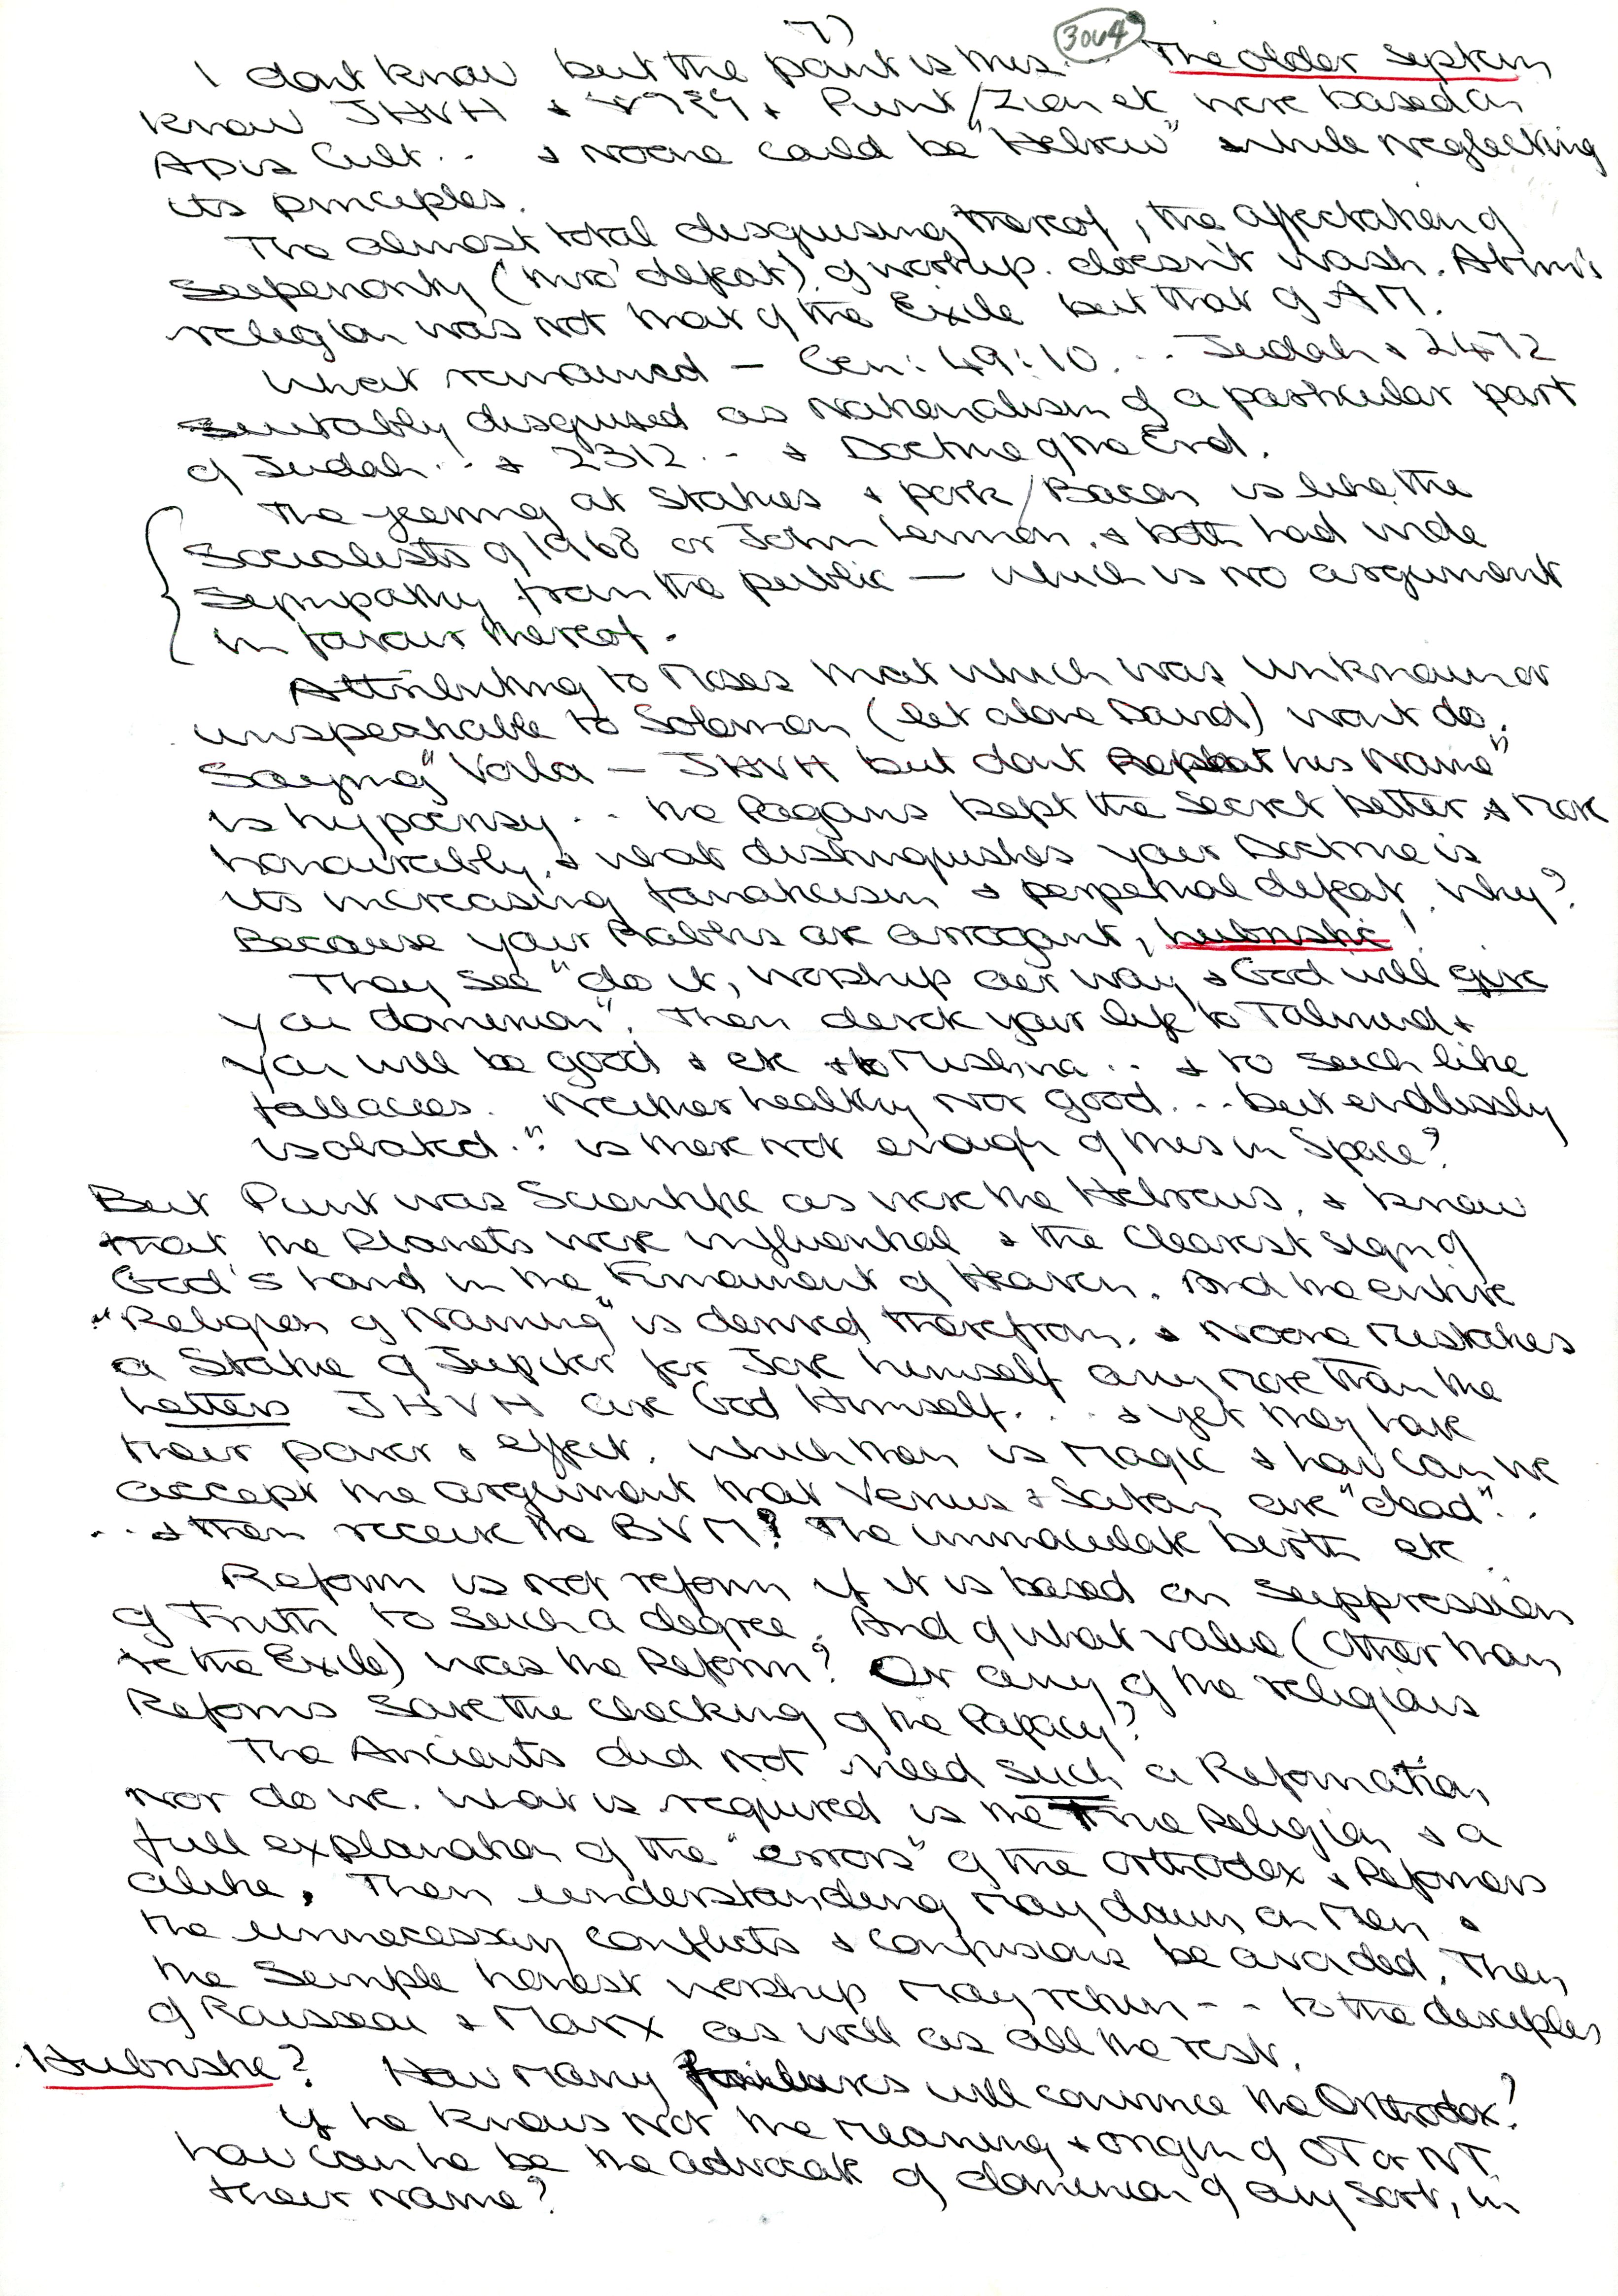 7)
3064
I dont know but the point is this. The older system
know JHVH + & Punt/Zion etc were based on
Apis Cult.. & Noone could be "Hebrew" while neglecting
its principles.
The almost total disguising thereof, the affectation of
superiority (thro' defeat) of worship. doesn't wash.
religion was not that of the Exile but that of AM.
What remained — Gen: 49:10... Judah & 2472
suitably disguised as Nationalism of a particular part
of Judah.. & 2312.. & Doctrine of the End.
The jeering at Statues & pork/Bacon is like the
Socialists of 1968 or John Lennon. & both had wide
sympathy from the public — which is no argument
in favour thereof.
Attributing to Moses that which was Unknown or
unspeakable to Solomon (let alone David) wont do.
Saying "Voila — JHVH but dont Repeat his Name"
is hypocrisy.. the Pagans kept the Secret better & More
honourably, & what distinguishes your Doctrine is
its increasing fanaticism & perpetual defeat. Why?
Because your Rabbis are arrogant, hubristic!
They see "do it, worship our way & God will give
you dominion". Then devote your life to Talmud &
you will be good & etc & to Mishna.. & to such like
fallacies. Neither healthy Nor good... but endlessly
isolated.." is there not enough of this in Space?
But Punt was Scientific as were the Hebrews, & know
that the Planets were influential & the clearest sign of
God's hand in the Firmament of Heaven. And the entire
"Religion of Naming" is derived therefrom. & Noone Mistakes
a Statue of Jupiter for Jove himself any more than the
Letters JHVH are God Himself... & yet they have
their power & effect. Which then is Magic & how can we
accept the argument that Venus & Satan are "dead"..
.. & then receive the BVM? The immaculate birth etc.
Reform is not reform if it is based on suppression
of Truth to such a degree. And of what value (other than
re the Exile) was the Reform? Or any of the religious
Reforms save the checking of the Papacy?
The Ancients did not need such a Reformation
Nor do we. What is required is the True Religion & a
full explanation of the "errors" of the Orthodox & Reformers
alike. Then understanding may dawn on Men &
the unnecessary conflicts & confusions be avoided. Then
the simple honest worship may return -- to the disciples
of Rousseau & Marx as well as all the rest.
Hubristic? How many failures will convince the Orthodox?
If he knows not the meaning & origin of OT or NT
how can he be the advocate of dominion of any sort, in
their name?